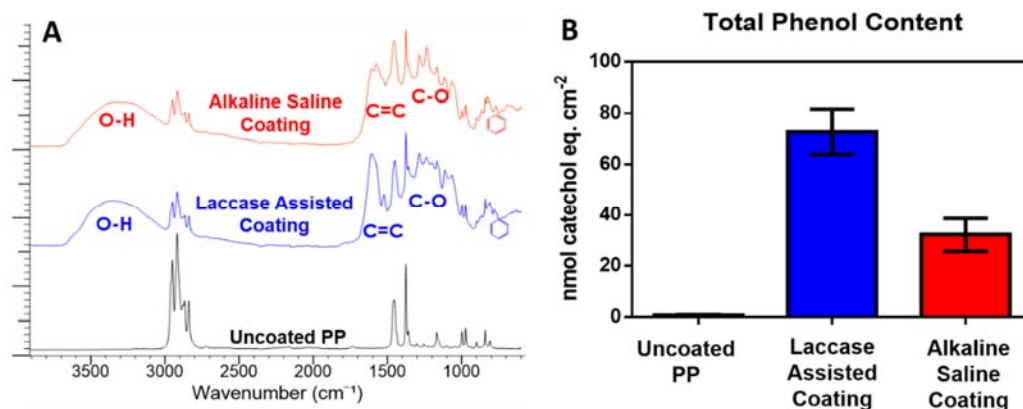 A
Alkaline Saline
Coating
O-H
C=C
C-O
Laccase Assisted
Coating
O-H
C=C
C-O
Uncoated PP
3500 3000 2500 2000 1500 1000
Wavenumber (cm⁻¹)
B
Total Phenol Content
nmol catechol eq. cm⁻²
100
80
60
40
20
0
Uncoated
PP
Laccase
Assisted
Coating
Alkaline
Saline
Coating